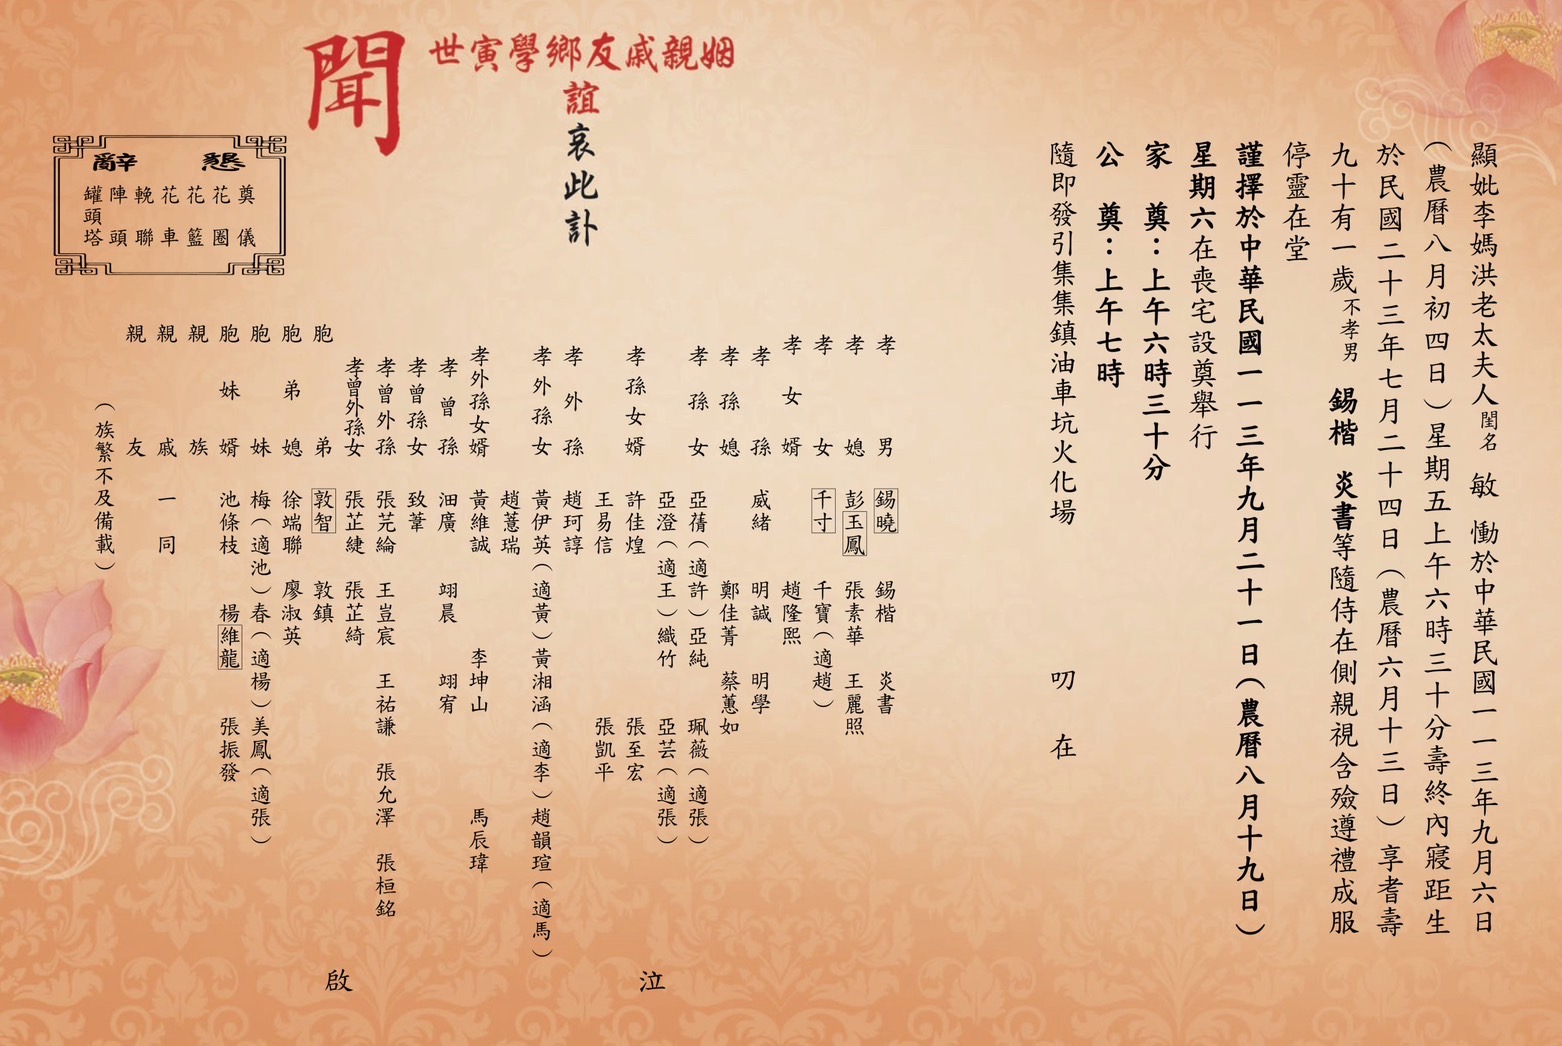 顯妣李媽洪老太夫人閨名 敏 慟於中華民國一一三年九月六日
（農曆八月初四日）星期五上午六時三十分壽終內寢距生
於民國二十三年七月二十四日（農曆六月十三日）享耆壽
九十有一歲不孝男 錫楷 炎書等隨侍在側親視含殮遵禮成服
停靈在堂
謹擇於中華民國一一三年九月二十一日（農曆八月十九日）
星期六在喪宅設奠舉行
家 奠：上午六時三十分
公 奠：上午七時
隨即發引集集鎮油車坑火化場 叨 在
姻親戚友鄉學寅世
誼
哀此訃
聞
孝男 錫曉 錫楷 炎書
孝媳 彭玉鳳 張素華 王麗照
孝女 千寸 千寶（適趙）
孝女婿 趙隆熙
孝孫 威緒 明誠 明學
孝孫媳 鄭佳菁 蔡蕙如
孝孫女 亞蒨（適許）亞純 珮薇（適張）
亞澄（適王）織竹 亞芸（適張）
孝孫女婿 許佳煌 張至宏
王易信 張凱平
孝外孫 趙珂諄
孝外孫女 黃伊英（適黃）黃湘涵（適李）趙韻瑄（適馬）
趙薏瑞
孝外孫女婿 黃維誠 李坤山 馬辰瑋
孝曾孫 沺廣 翊晨 翊宥
孝曾孫女 致葦
孝曾外孫 張芫綸 王豈宸 王祐謙 張允澤 張桓銘
孝曾外孫女 張芷緁 張芷綺
胞弟 敦智 敦鎮
胞弟媳 徐端聯 廖淑英
胞妹 梅（適池）春（適楊）美鳳（適張）
胞妹婿 池條枝 楊維龍 張振發
親族
親戚 一同
親友
（族繁不及備載）
泣 啟
懇辭
奠儀
花圈
花籃
花車
輓聯
陣頭
罐頭塔